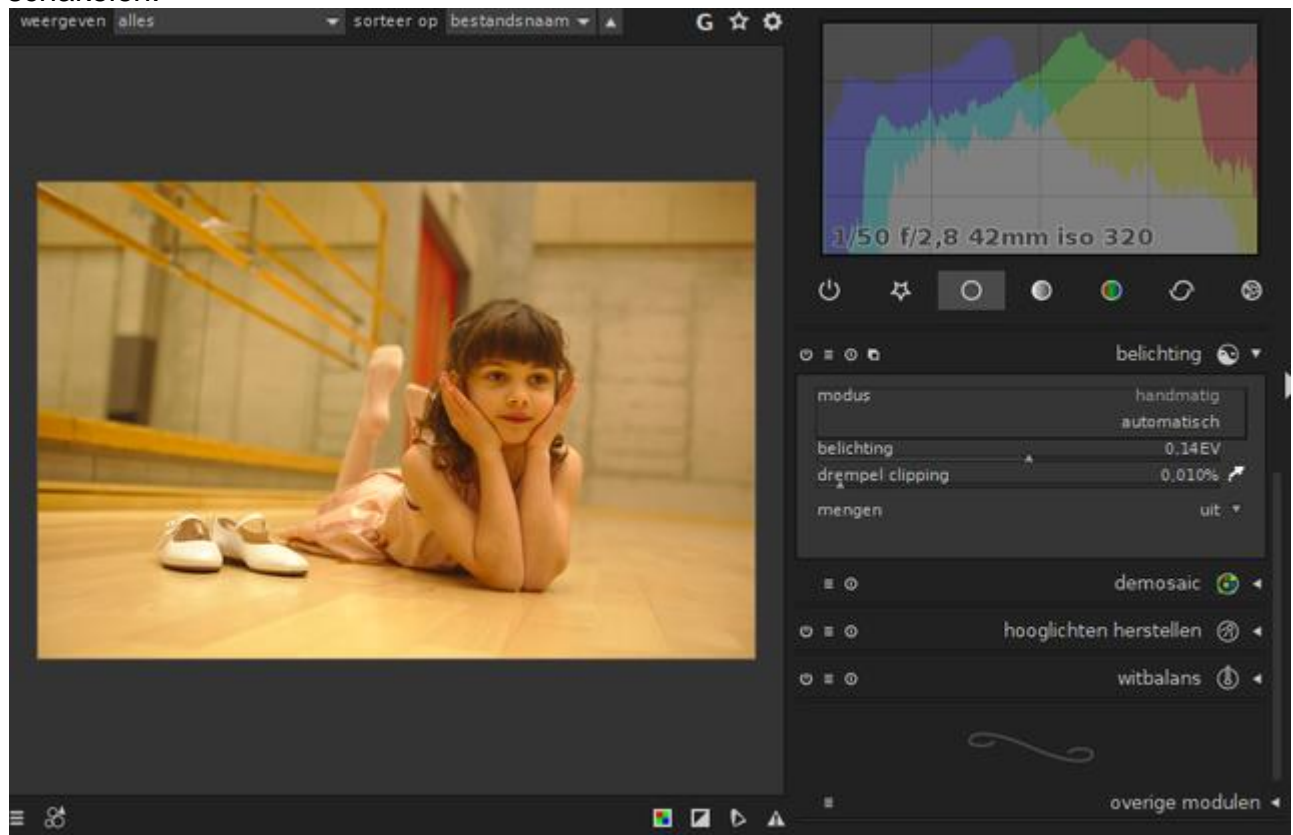 weergeven alles sorteer op bestandsnaam G
1/50 f/2,8 42mm iso 320
belichting
modus handmatig
automatisch
belichting 0,14EV
drempel clipping 0,010%
mengen uit
demosaic
hooglichten herstellen
witbalans
overige modulen